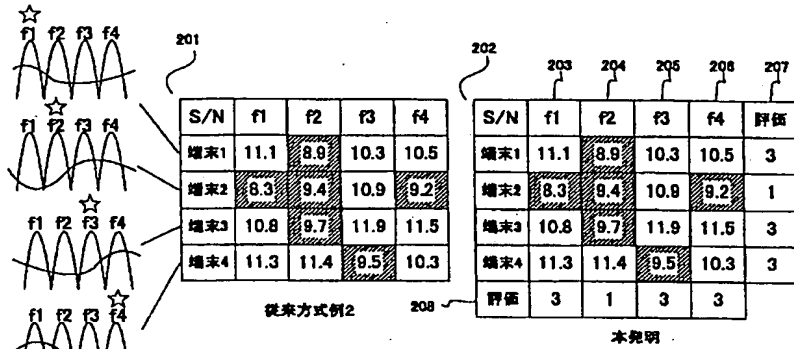 f1 f2 f3 f4
f1 f2 f3 f4
f1 f2 f3 f4
f1 f2 f3 f4
201
S/N f1 f2 f3 f4
端末1 11.1 8.9 10.3 10.5
端末2 8.3 9.4 10.9 9.2
端末3 10.8 9.7 11.9 11.5
端末4 11.3 11.4 9.5 10.3
従来方式例2
202 203 204 205 206 207
S/N f1 f2 f3 f4 評価
端末1 11.1 8.9 10.3 10.5 3
端末2 8.3 9.4 10.9 9.2 1
端末3 10.8 9.7 11.9 11.5 3
端末4 11.3 11.4 9.5 10.3 3
208 評価 3 1 3 3
本発明